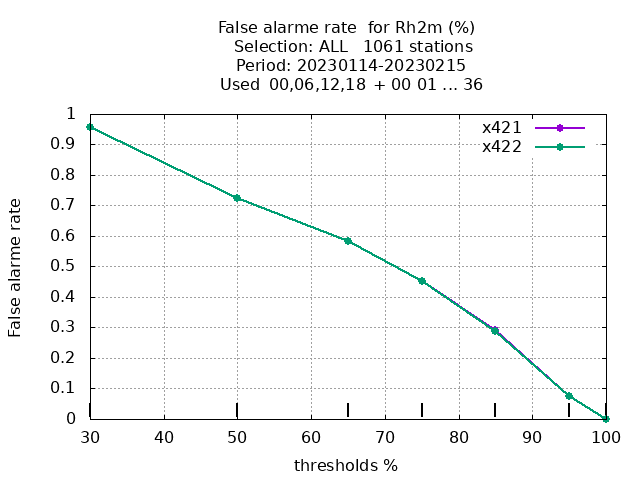 False alarme rate  for Rh2m (%)
Selection: ALL   1061 stations
Period: 20230114-20230215
Used  00,06,12,18  + 00 01 ... 36
x421
x422
1
0.9
0.8
0.7
0.6
0.5
0.4
0.3
0.2
0.1
0
False alarme rate
30 40 50 60 70 80 90 100
thresholds %